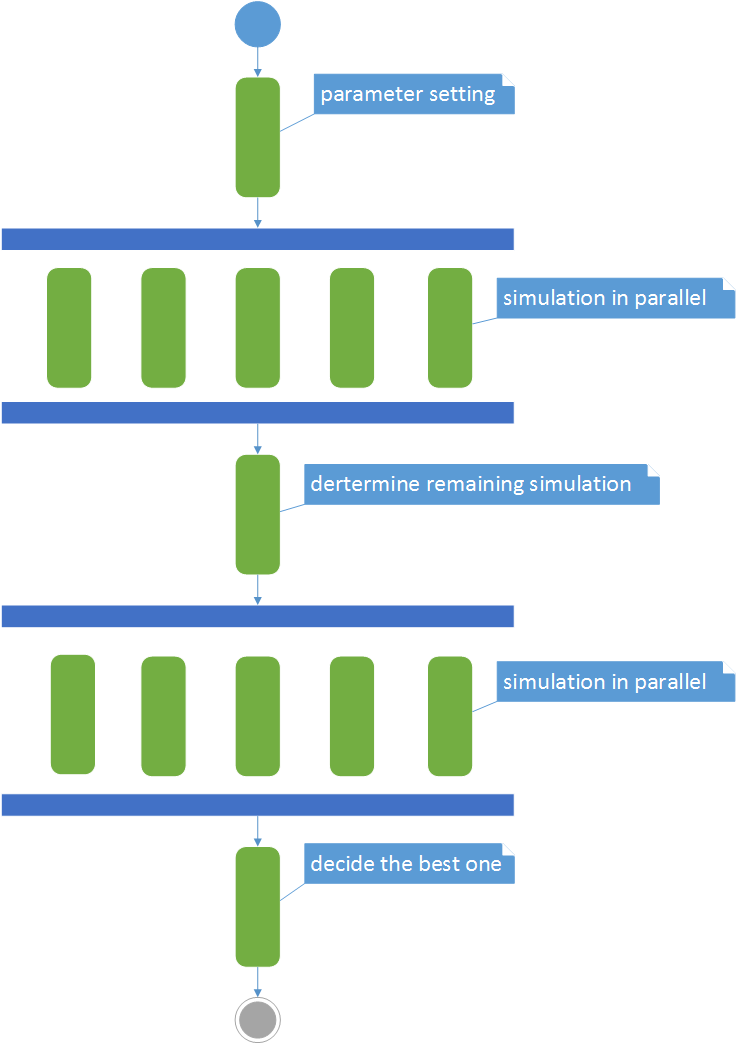 parameter setting
simulation in parallel
dertermine remaining simulation
simulation in parallel
decide the best one